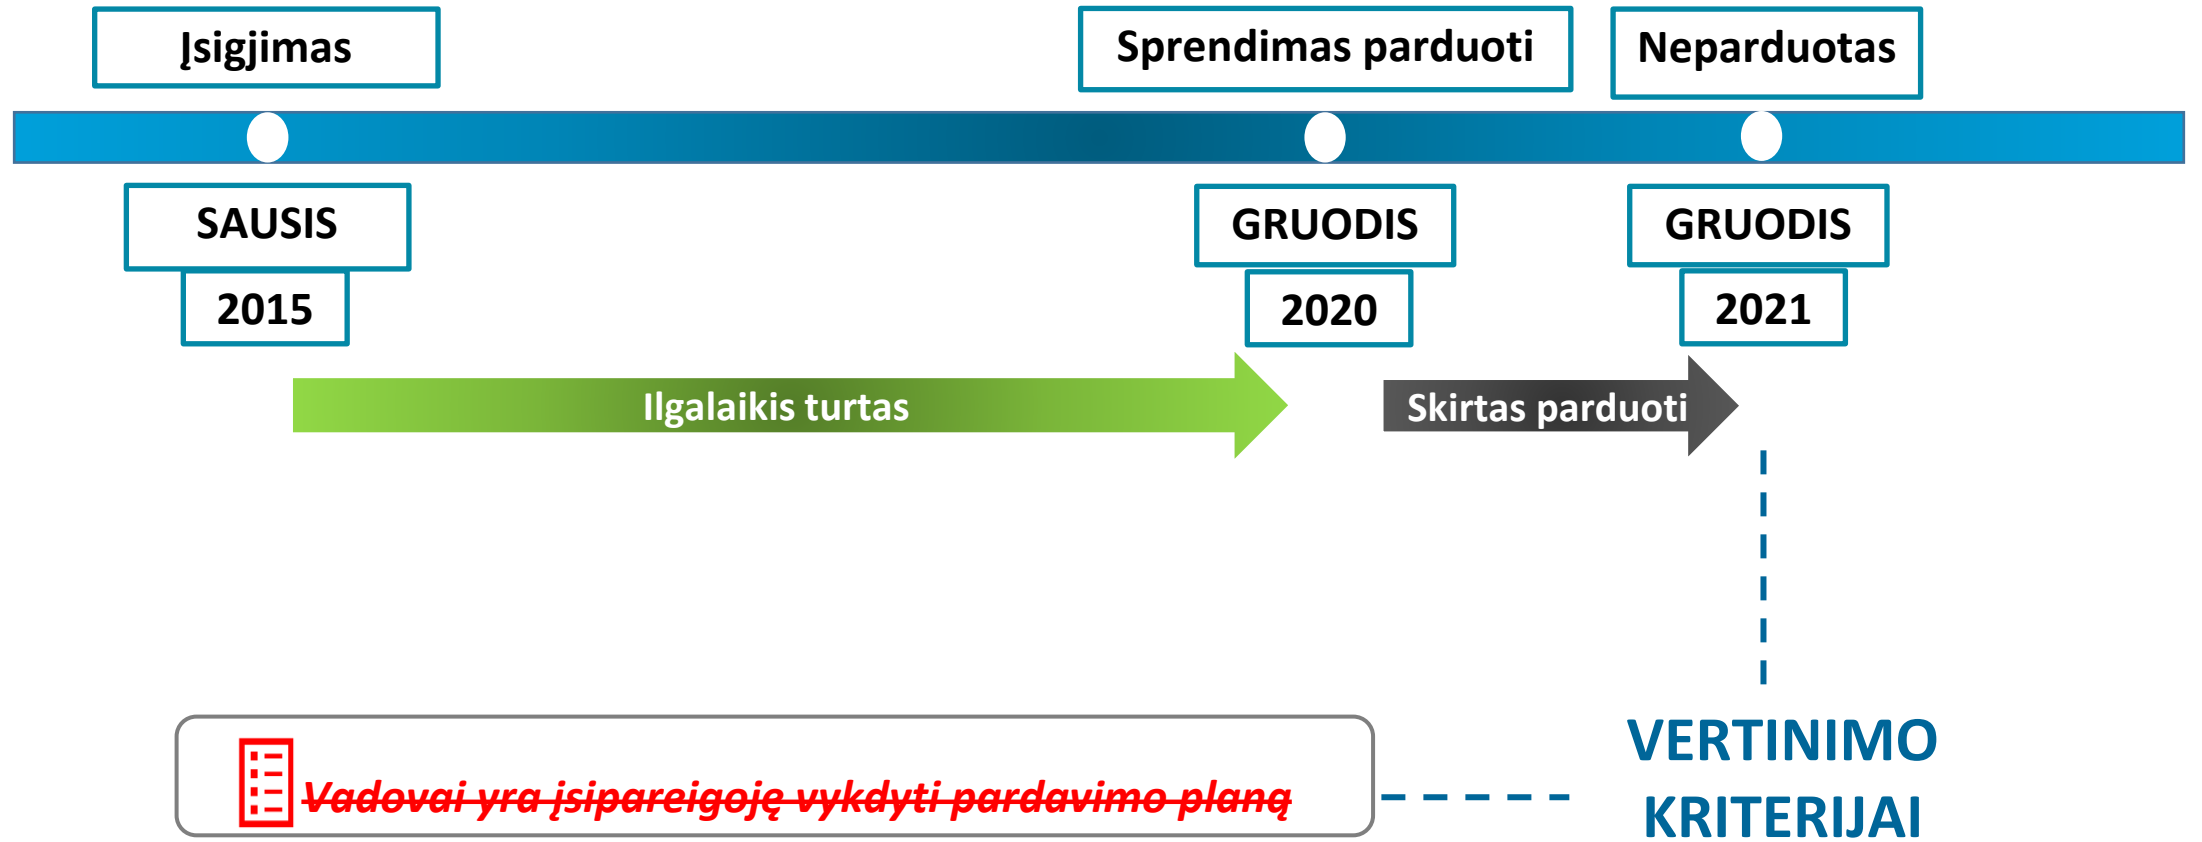 Įsigjimas
Sprendimas parduoti
Neparduotas
SAUSIS
2015
GRUODIS
2020
GRUODIS
2021
Ilgalaikis turtas
Skirtas parduoti
Vadovai yra įsipareigoję vykdyti pardavimo planą
VERTINIMO
KRITERIJAI